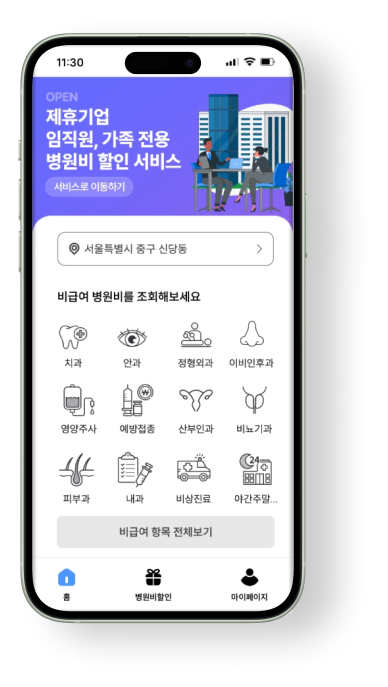 11:30
OPEN
제휴기업
임직원, 가족 전용
병원비 할인 서비스
서비스로 이동하기
서울특별시 중구 신당동
비급여 병원비를 조회해보세요
치과 안과 정형외과 이비인후과
영양주사 예방접종 산부인과 비뇨기과
24
피부과 내과 비상진료 야간주말...
비급여 항목 전체보기
홈 병원비할인 마이페이지